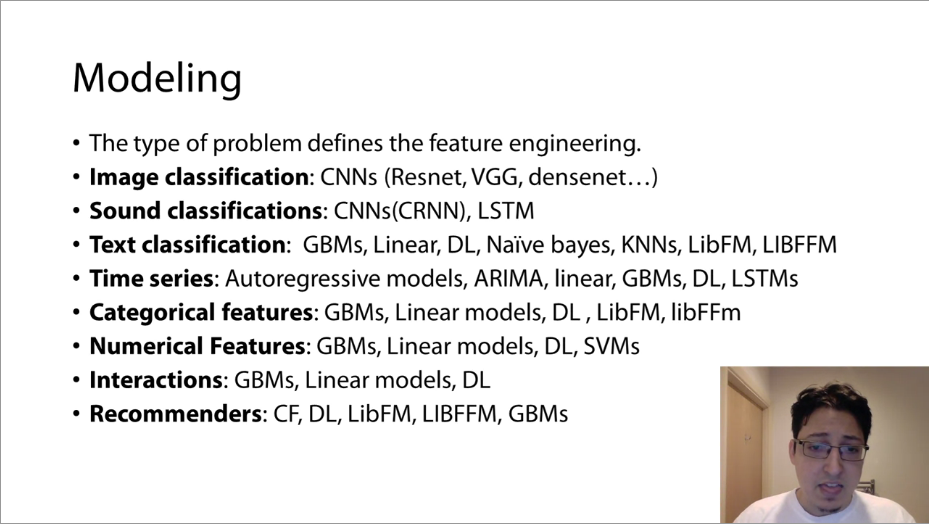 Modeling
• The type of problem defines the feature engineering.
• Image classification: CNNs (Resnet, VGG, densenet…)
• Sound classifications: CNNs(CRNN), LSTM
• Text classification:  GBMs, Linear, DL, Naïve bayes, KNNs, LibFM, LIBFFM
• Time series: Autoregressive models, ARIMA, linear, GBMs, DL, LSTMs
• Categorical features: GBMs, Linear models, DL , LibFM, libFFm
• Numerical Features: GBMs, Linear models, DL, SVMs
• Interactions: GBMs, Linear models, DL
• Recommenders: CF, DL, LibFM, LIBFFM, GBMs